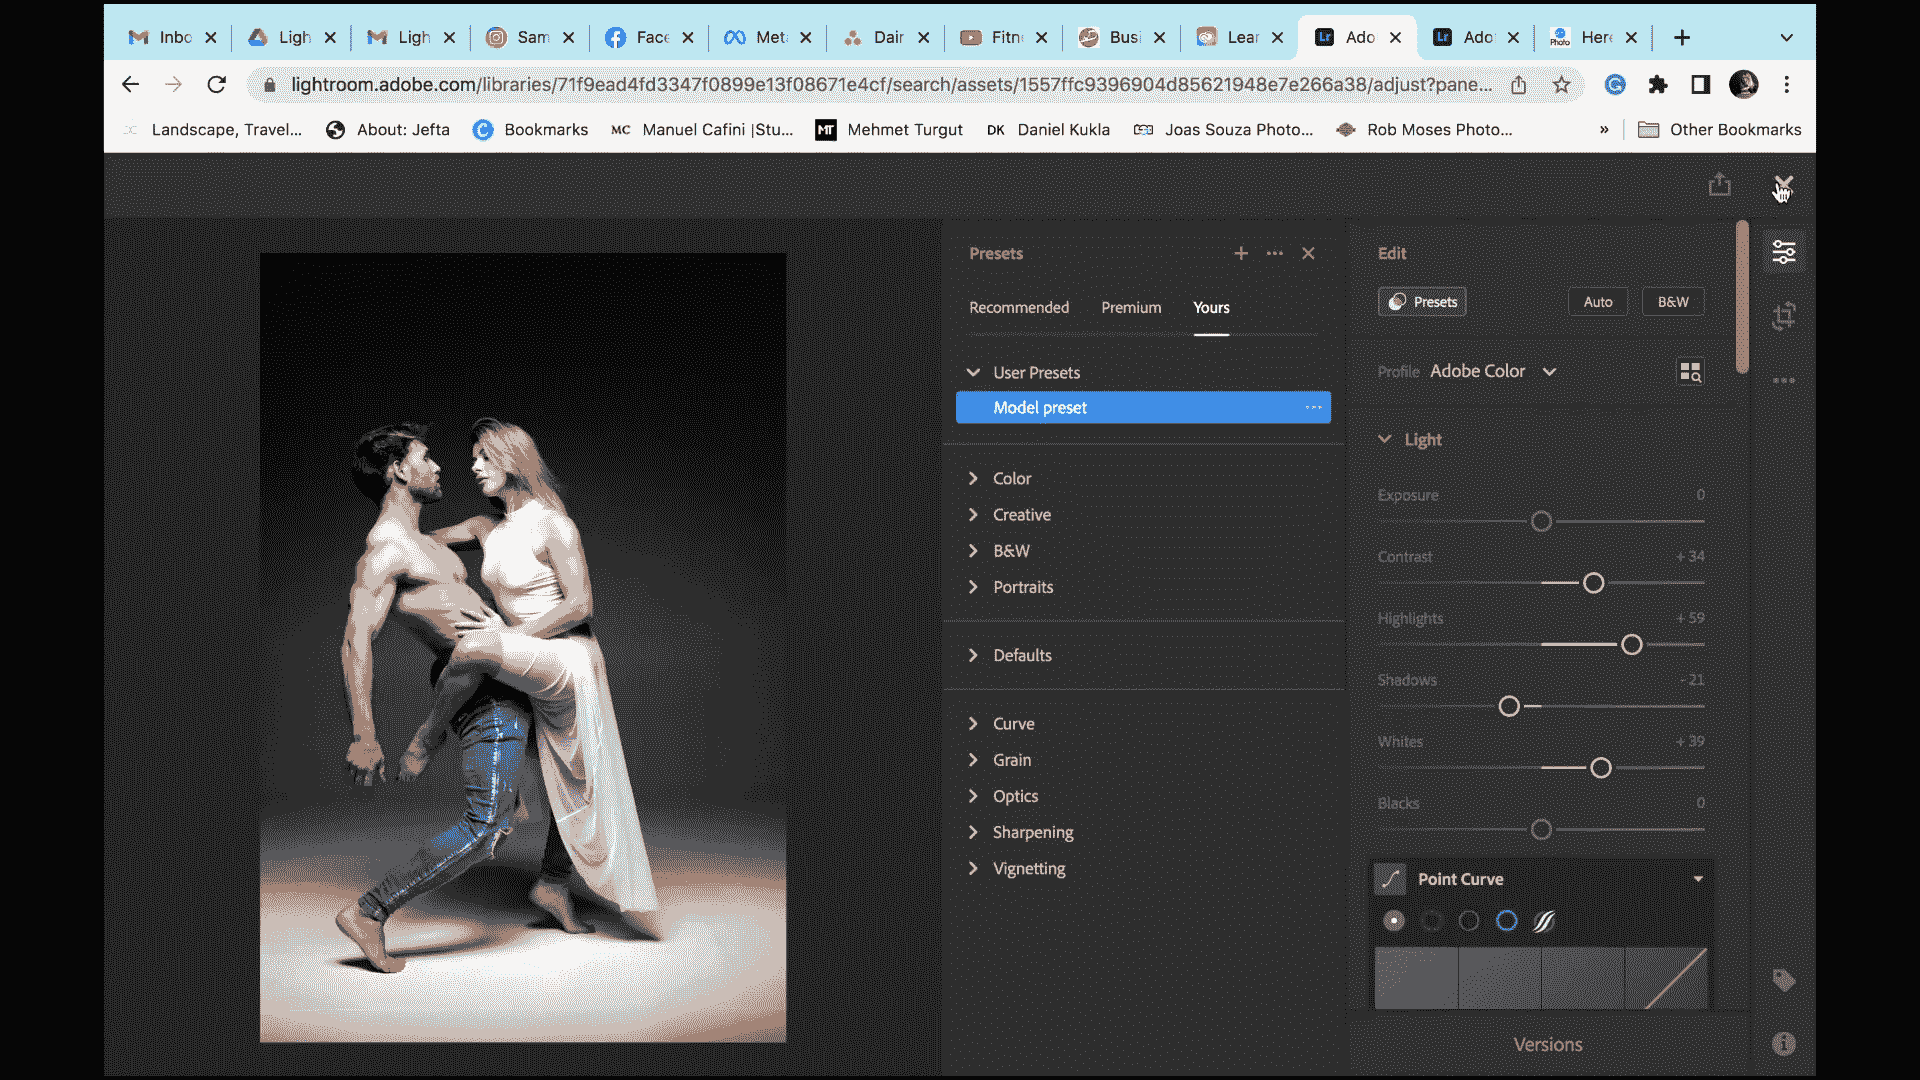 Inbc Ligh Ligh Sam Face Met Dair Fitn Busi Lear Ado Ado Here
lightroom.adobe.com/libraries/71f9ead4fd3347f0899e13f08671e4cf/search/assets/1557ffc9396904d85621948e7e266a38/adjust?pane...
Landscape, Travel... About: Jefta Bookmarks MC Manuel Cafini |Stu... MT Mehmet Turgut DK Daniel Kukla Joas Souza Photo... Rob Moses Photo... » Other Bookmarks
Presets
Recommended Premium Yours
User Presets
Model preset
Color
Creative
B&W
Portraits
Defaults
Curve
Grain
Optics
Sharpening
Vignetting
Edit
Presets Auto B&W
Profile Adobe Color
Light
Exposure 0
Contrast + 34
Highlights + 59
Shadows - 21
Whites + 39
Blacks 0
Point Curve
Versions